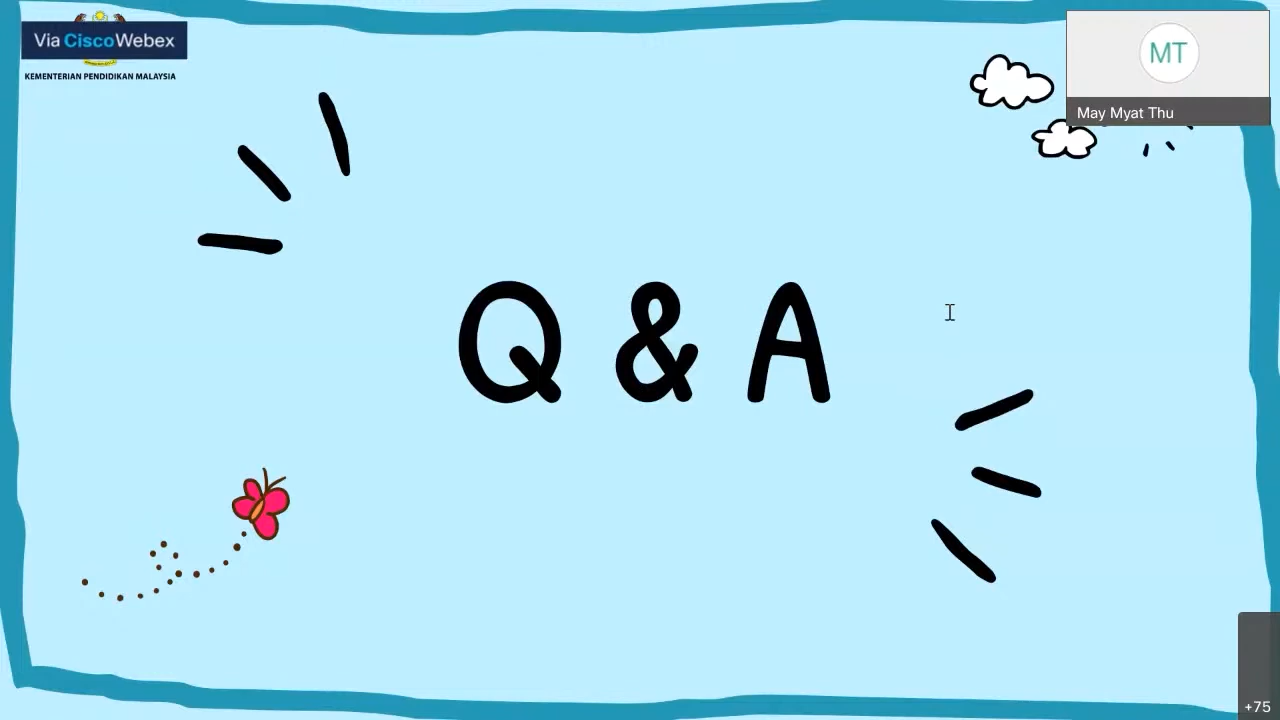 Via CiscoWebex
KEMENTERIAN PENDIDIKAN MALAYSIA
MT
May Myat Thu
Q & A
+75